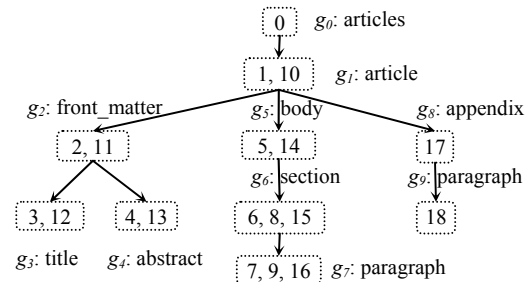 0 g0: articles
1, 10 g1: article
g2: front_matter g5: body g8: appendix
2, 11 5, 14 17
g6: section g9: paragraph
3, 12 4, 13 6, 8, 15 18
g3: title g4: abstract
7, 9, 16 g7: paragraph